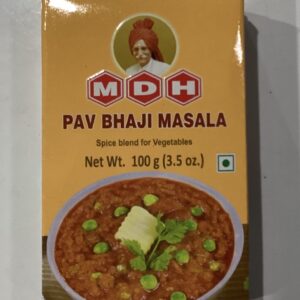 MDH
PAV BHAJI MASALA
Spice blend for Vegetables
Net Wt. 100 g (3.5 oz.)